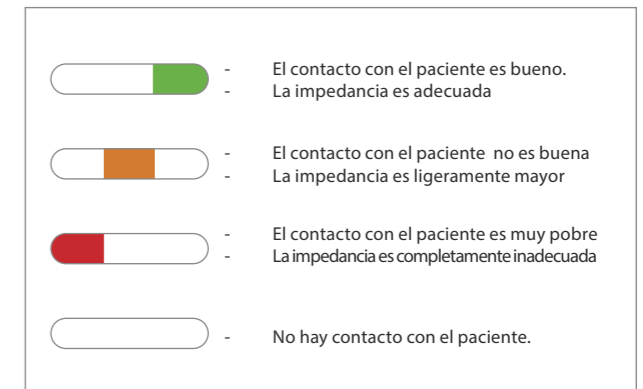 - El contacto con el paciente es bueno.
- La impedancia es adecuada
- El contacto con el paciente no es buena
- La impedancia es ligeramente mayor
- El contacto con el paciente es muy pobre
- La impedancia es completamente inadecuada
- No hay contacto con el paciente.